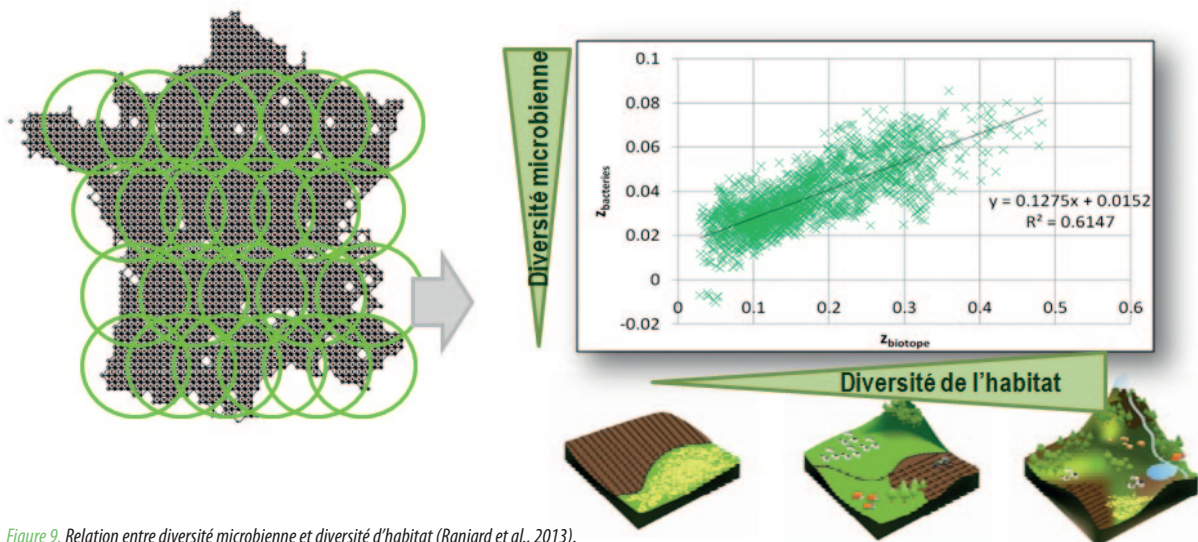 Diversité microbienne
z bacteries
0.1
0.08
0.06
0.04
0.02
0
-0.02
y = 0.1275x + 0.0152
R² = 0.6147
0 0.1 0.2 0.3 0.4 0.5 0.6
z biotope
Diversité de l'habitat
Figure 9. Relation entre diversité microbienne et diversité d'habitat (Ranjard et al., 2013).